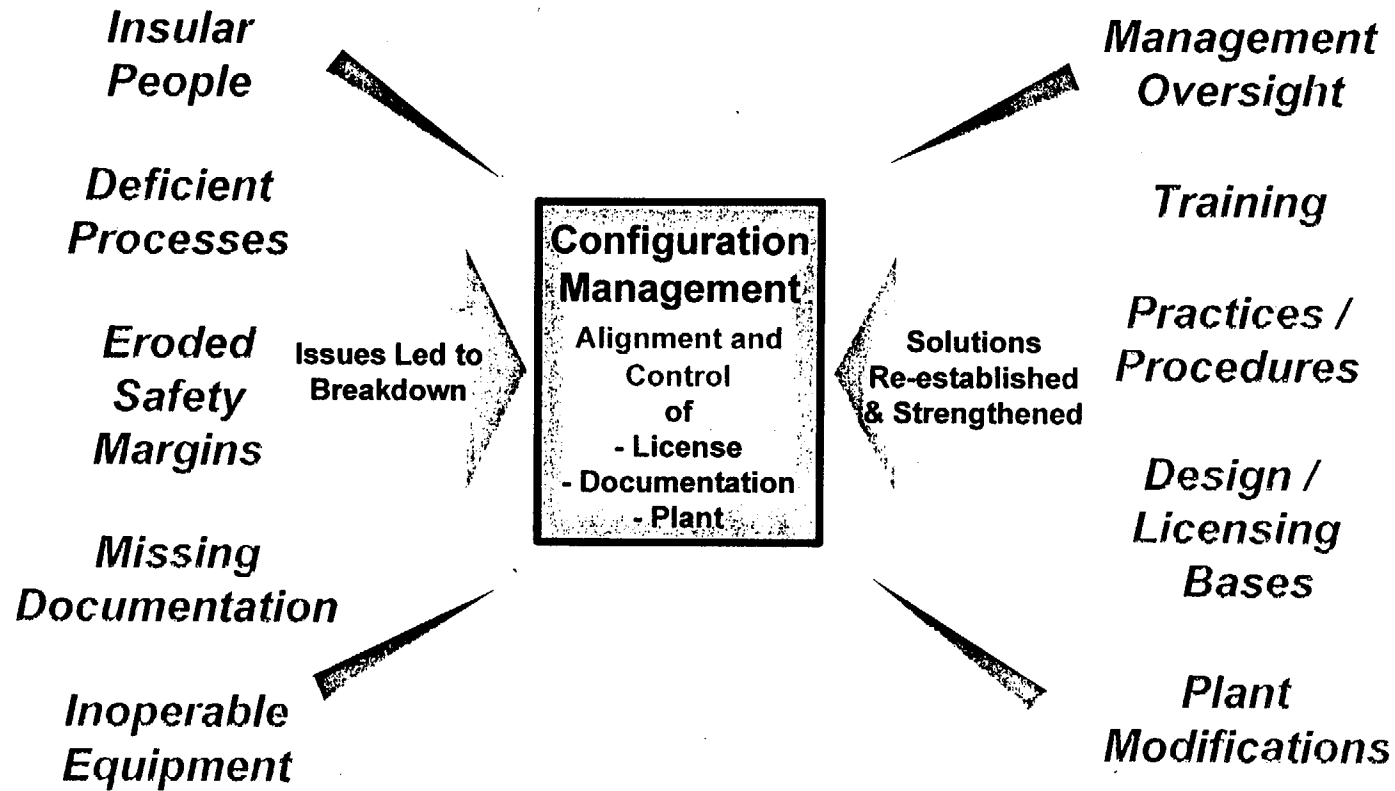 Insular
People
Deficient
Processes
Eroded
Safety
Margins
Missing
Documentation
Inoperable
Equipment
Issues Led to
Breakdown
Configuration
Management
Alignment and
Control
of
- License
- Documentation
- Plant
Solutions
Re-established
& Strengthened
Management
Oversight
Training
Practices /
Procedures
Design /
Licensing
Bases
Plant
Modifications